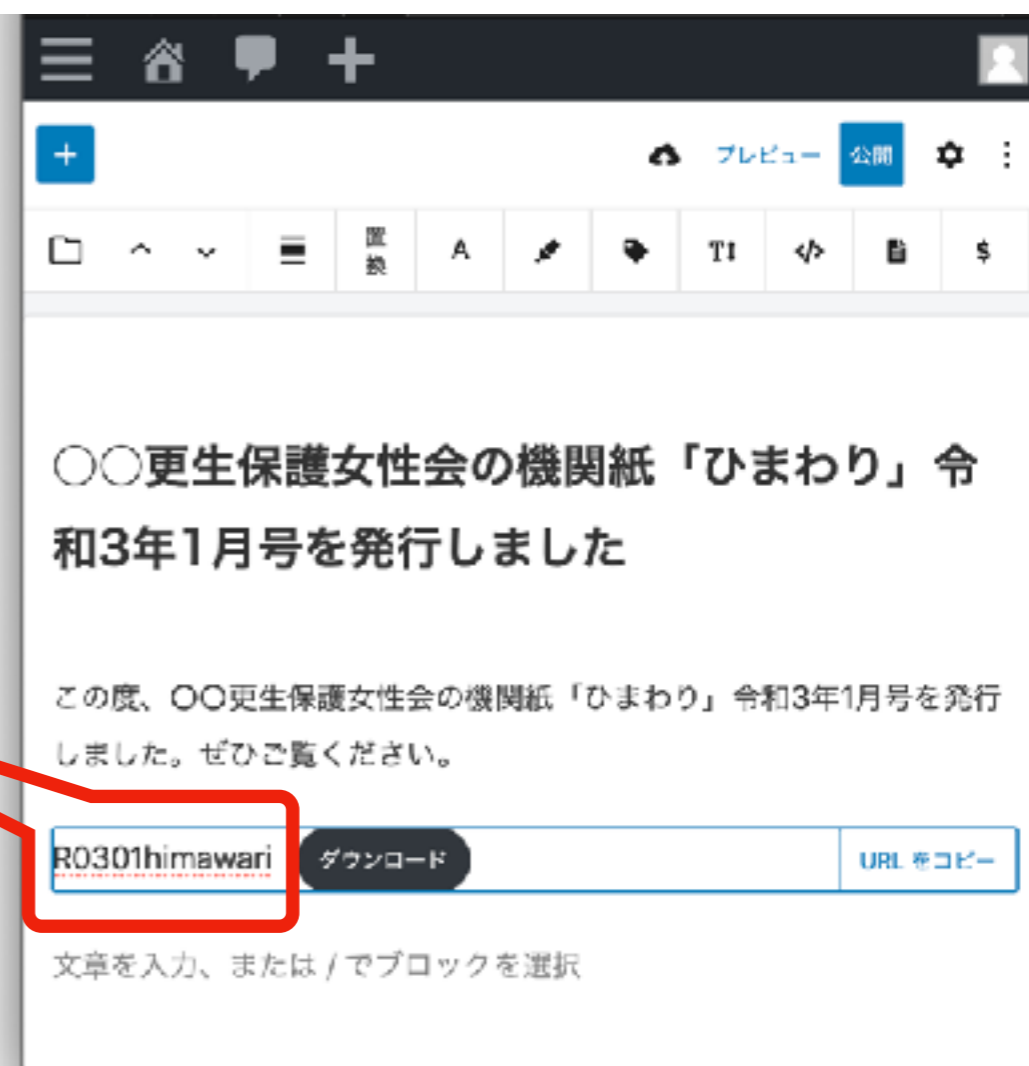 プレビュー 公開
置換 A TI </> $
○○更生保護女性会の機関紙「ひまわり」令
和3年1月号を発行しました
この度、○○更生保護女性会の機関紙「ひまわり」令和3年1月号を発行
しました。ぜひご覧ください。
R0301himawari ダウンロード URL をコピー
文章を入力、または / でブロックを選択